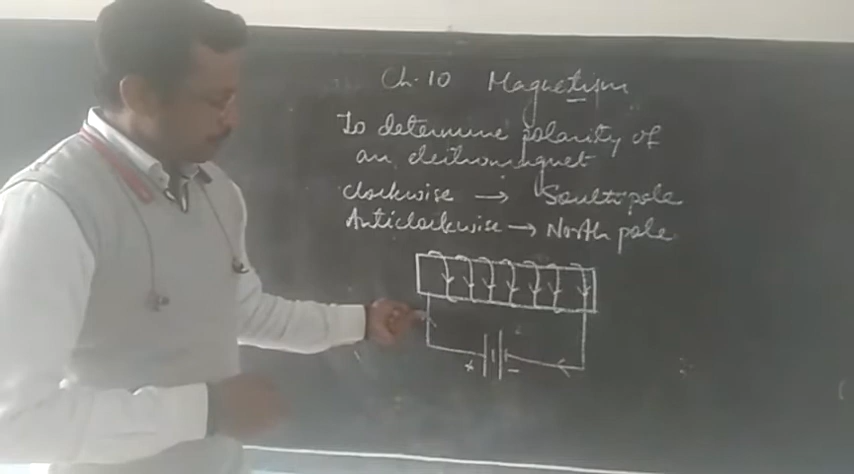 Ch. 10 Magnetism
To determine polarity of
an electromagnet
Clockwise → South pole
Anticlockwise → North pole
+ −